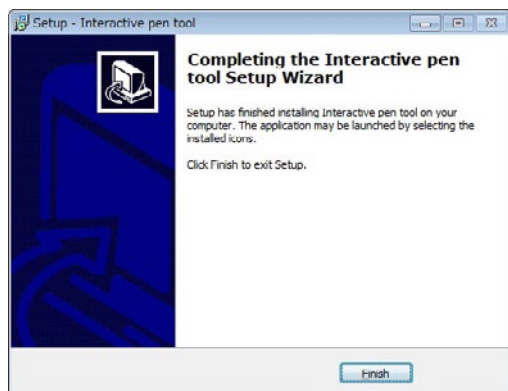 Setup - Interactive pen tool
Completing the Interactive pen
tool Setup Wizard
Setup has finished installing Interactive pen tool on your
computer. The application may be launched by selecting the
installed icons.
Click Finish to exit Setup.
Finish